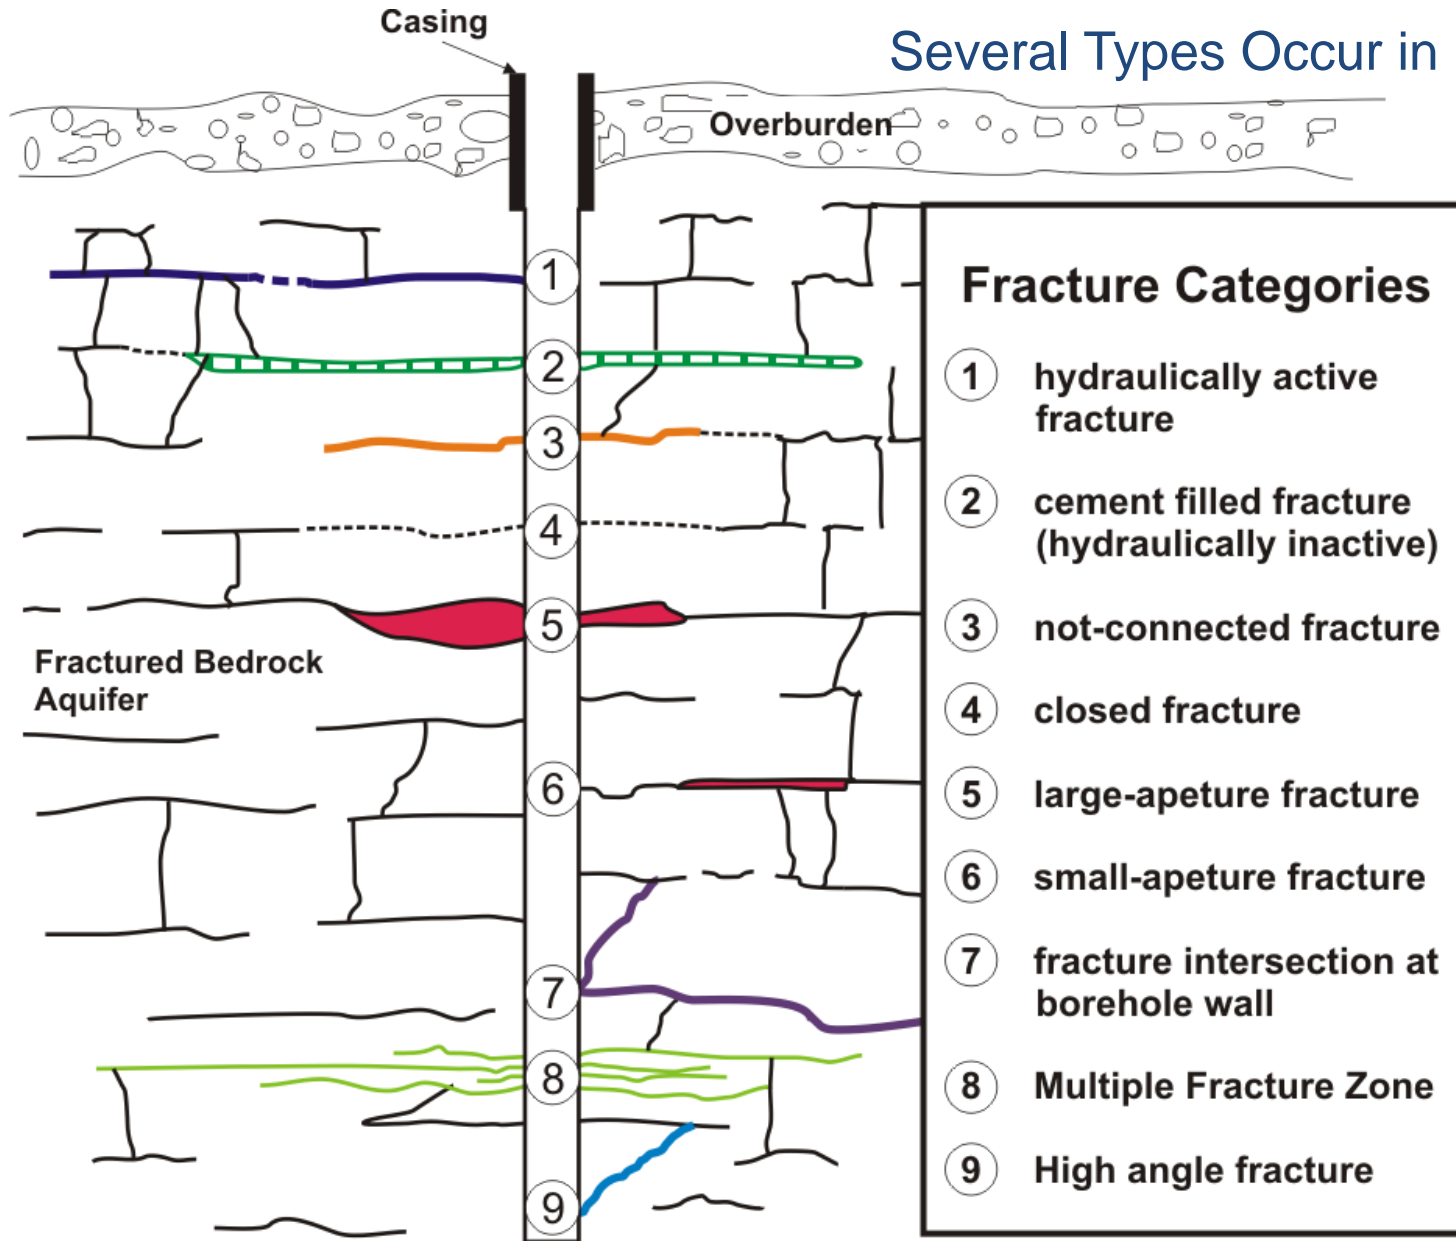 Casing
Several Types Occur in
Overburden
1
2
3
4
5
Fractured Bedrock
Aquifer
6
7
8
9
Fracture Categories
1 hydraulically active
fracture
2 cement filled fracture
(hydraulically inactive)
3 not-connected fracture
4 closed fracture
5 large-apeture fracture
6 small-apeture fracture
7 fracture intersection at
borehole wall
8 Multiple Fracture Zone
9 High angle fracture